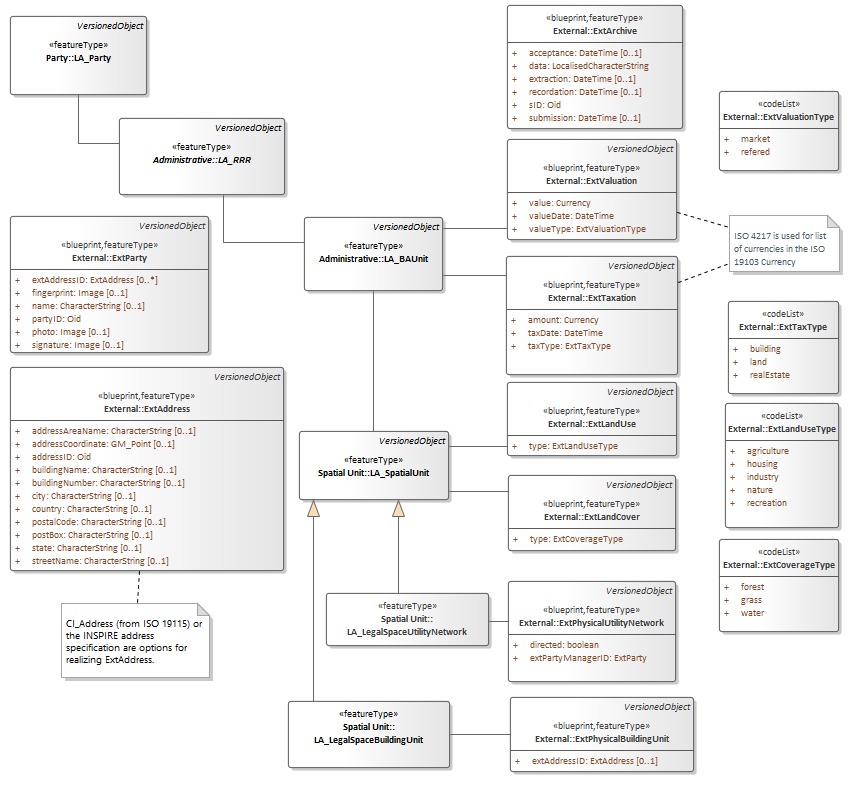 VersionedObject
«featureType»
Party::LA_Party
VersionedObject
«featureType»
Administrative::LA_RRR
VersionedObject
«blueprint,featureType»
External::ExtParty
+ extAddressID: ExtAddress [0..*]
+ fingerprint: Image [0..1]
+ name: CharacterString [0..1]
+ partyID: Oid
+ photo: Image [0..1]
+ signature: Image [0..1]
VersionedObject
«featureType»
Administrative::LA_BAUnit
VersionedObject
«blueprint,featureType»
External::ExtAddress
+ addressAreaName: CharacterString [0..1]
+ addressCoordinate: GM_Point [0..1]
+ addressID: Oid
+ buildingName: CharacterString [0..1]
+ buildingNumber: CharacterString [0..1]
+ city: CharacterString [0..1]
+ country: CharacterString [0..1]
+ postalCode: CharacterString [0..1]
+ postBox: CharacterString [0..1]
+ state: CharacterString [0..1]
+ streetName: CharacterString [0..1]
CI_Address (from ISO 19115) or
the INSPIRE address
specification are options for
realizing ExtAddress.
VersionedObject
«featureType»
Spatial Unit::LA_SpatialUnit
«featureType»
Spatial Unit::
LA_LegalSpaceUtilityNetwork
«featureType»
Spatial Unit::
LA_LegalSpaceBuildingUnit
«blueprint,featureType»
External::ExtArchive
+ acceptance: DateTime [0..1]
+ data: LocalisedCharacterString
+ extraction: DateTime [0..1]
+ recordation: DateTime [0..1]
+ sID: Oid
+ submission: DateTime [0..1]
VersionedObject
«blueprint,featureType»
External::ExtValuation
+ value: Currency
+ valueDate: DateTime
+ valueType: ExtValuationType
VersionedObject
«blueprint,featureType»
External::ExtTaxation
+ amount: Currency
+ taxDate: DateTime
+ taxType: ExtTaxType
VersionedObject
«blueprint,featureType»
External::ExtLandUse
+ type: ExtLandUseType
VersionedObject
«blueprint,featureType»
External::ExtLandCover
+ type: ExtCoverageType
VersionedObject
«blueprint,featureType»
External::ExtPhysicalUtilityNetwork
+ directed: boolean
+ extPartyManagerID: ExtParty
VersionedObject
«blueprint,featureType»
External::ExtPhysicalBuildingUnit
+ extAddressID: ExtAddress [0..1]
«codeList»
External::ExtValuationType
+ market
+ refered
ISO 4217 is used for list
of currencies in the ISO
19103 Currency
«codeList»
External::ExtTaxType
+ building
+ land
+ realEstate
«codeList»
External::ExtLandUseType
+ agriculture
+ housing
+ industry
+ nature
+ recreation
«codeList»
External::ExtCoverageType
+ forest
+ grass
+ water